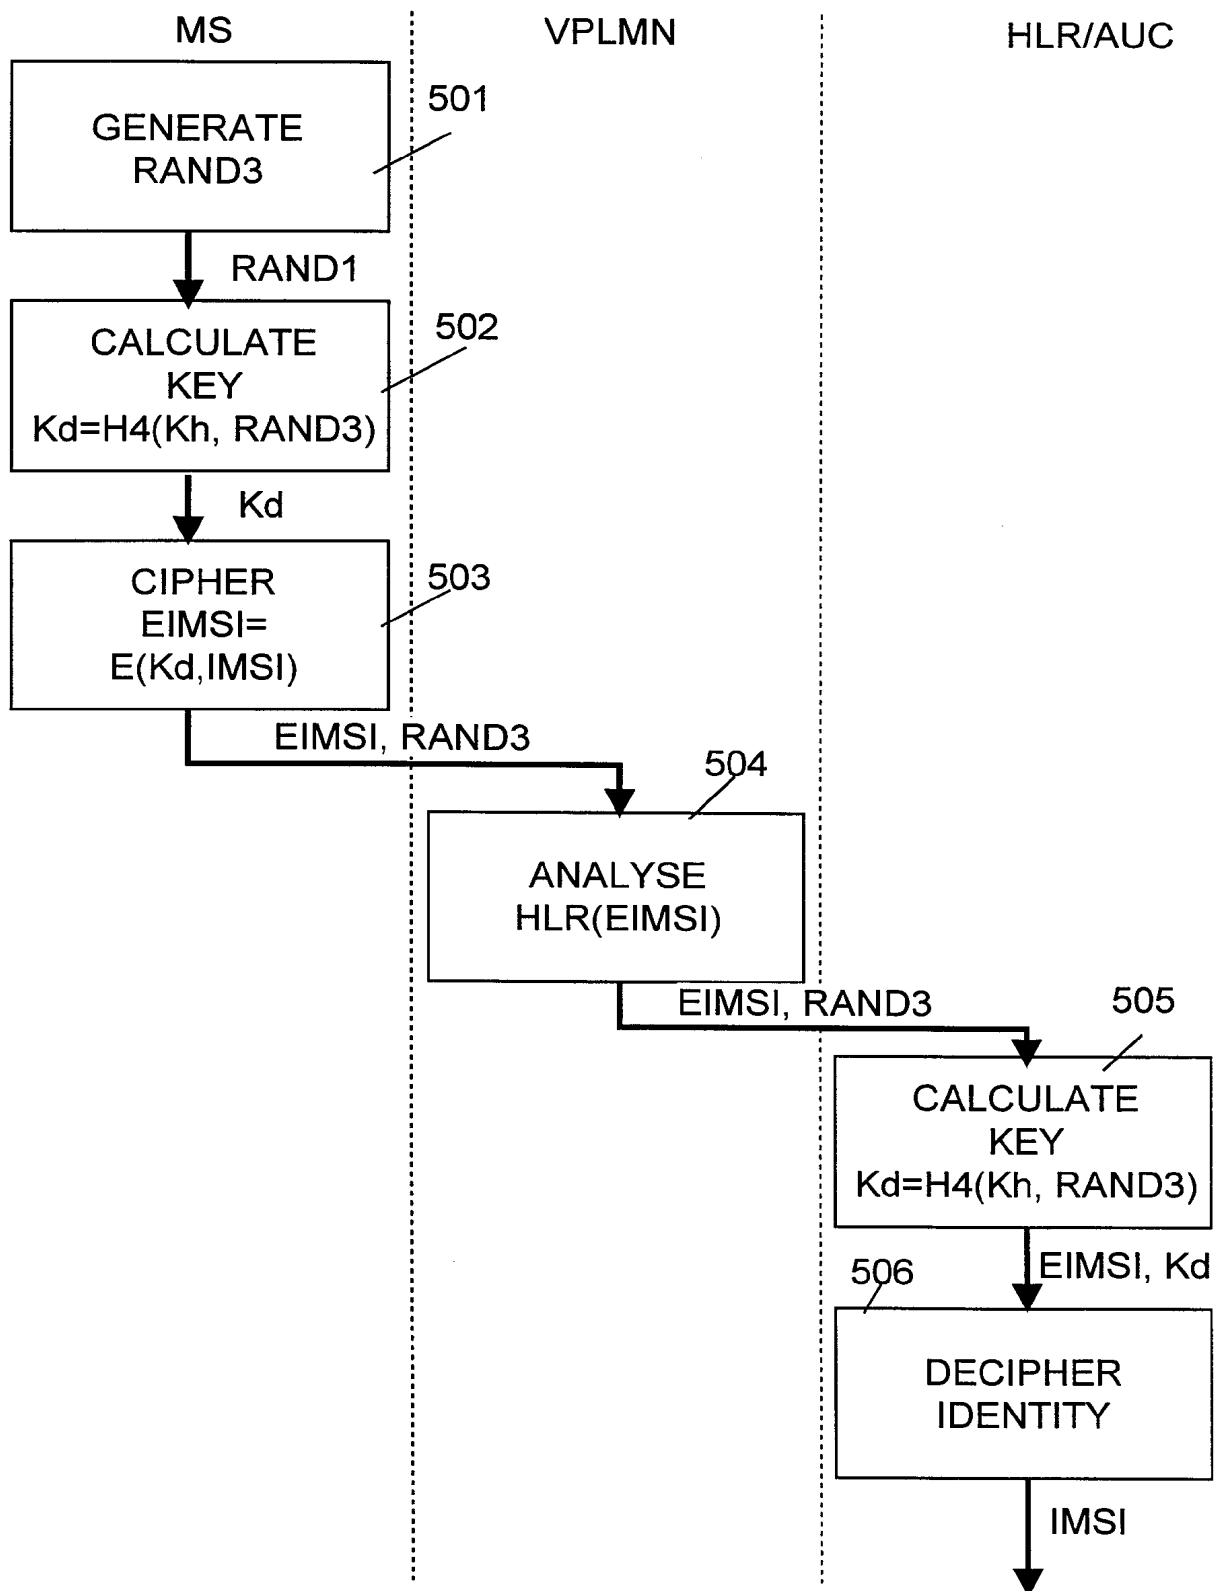 MS
VPLMN
HLR/AUC
501
GENERATE
RAND3
RAND1
502
CALCULATE
KEY
Kd=H4(Kh, RAND3)
Kd
503
CIPHER
EIMSI=
E(Kd,IMSI)
EIMSI, RAND3
504
ANALYSE
HLR(EIMSI)
EIMSI, RAND3
505
CALCULATE
KEY
Kd=H4(Kh, RAND3)
EIMSI, Kd
506
DECIPHER
IDENTITY
IMSI